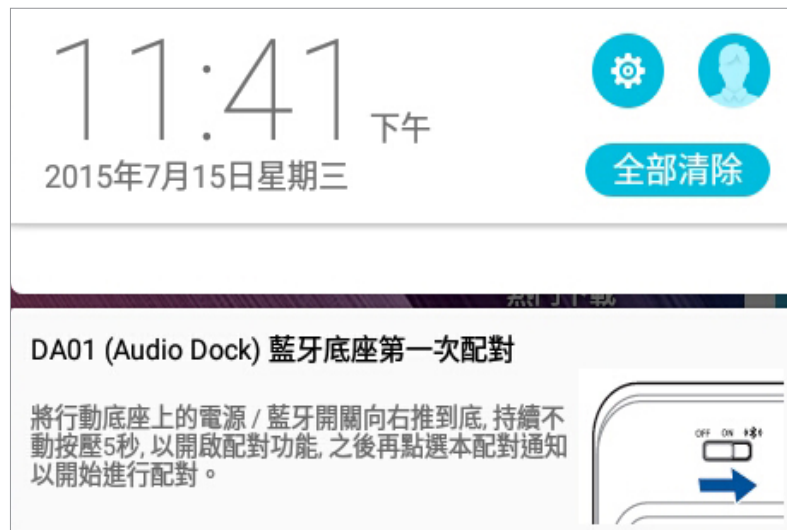 11:41 下午
2015年7月15日星期三
全部清除
熱門下載
DA01 (Audio Dock) 藍牙底座第一次配對
將行動底座上的電源 / 藍牙開關向右推到底, 持續不
動按壓5秒, 以開啟配對功能, 之後再點選本配對通知
以開始進行配對。
OFF ON